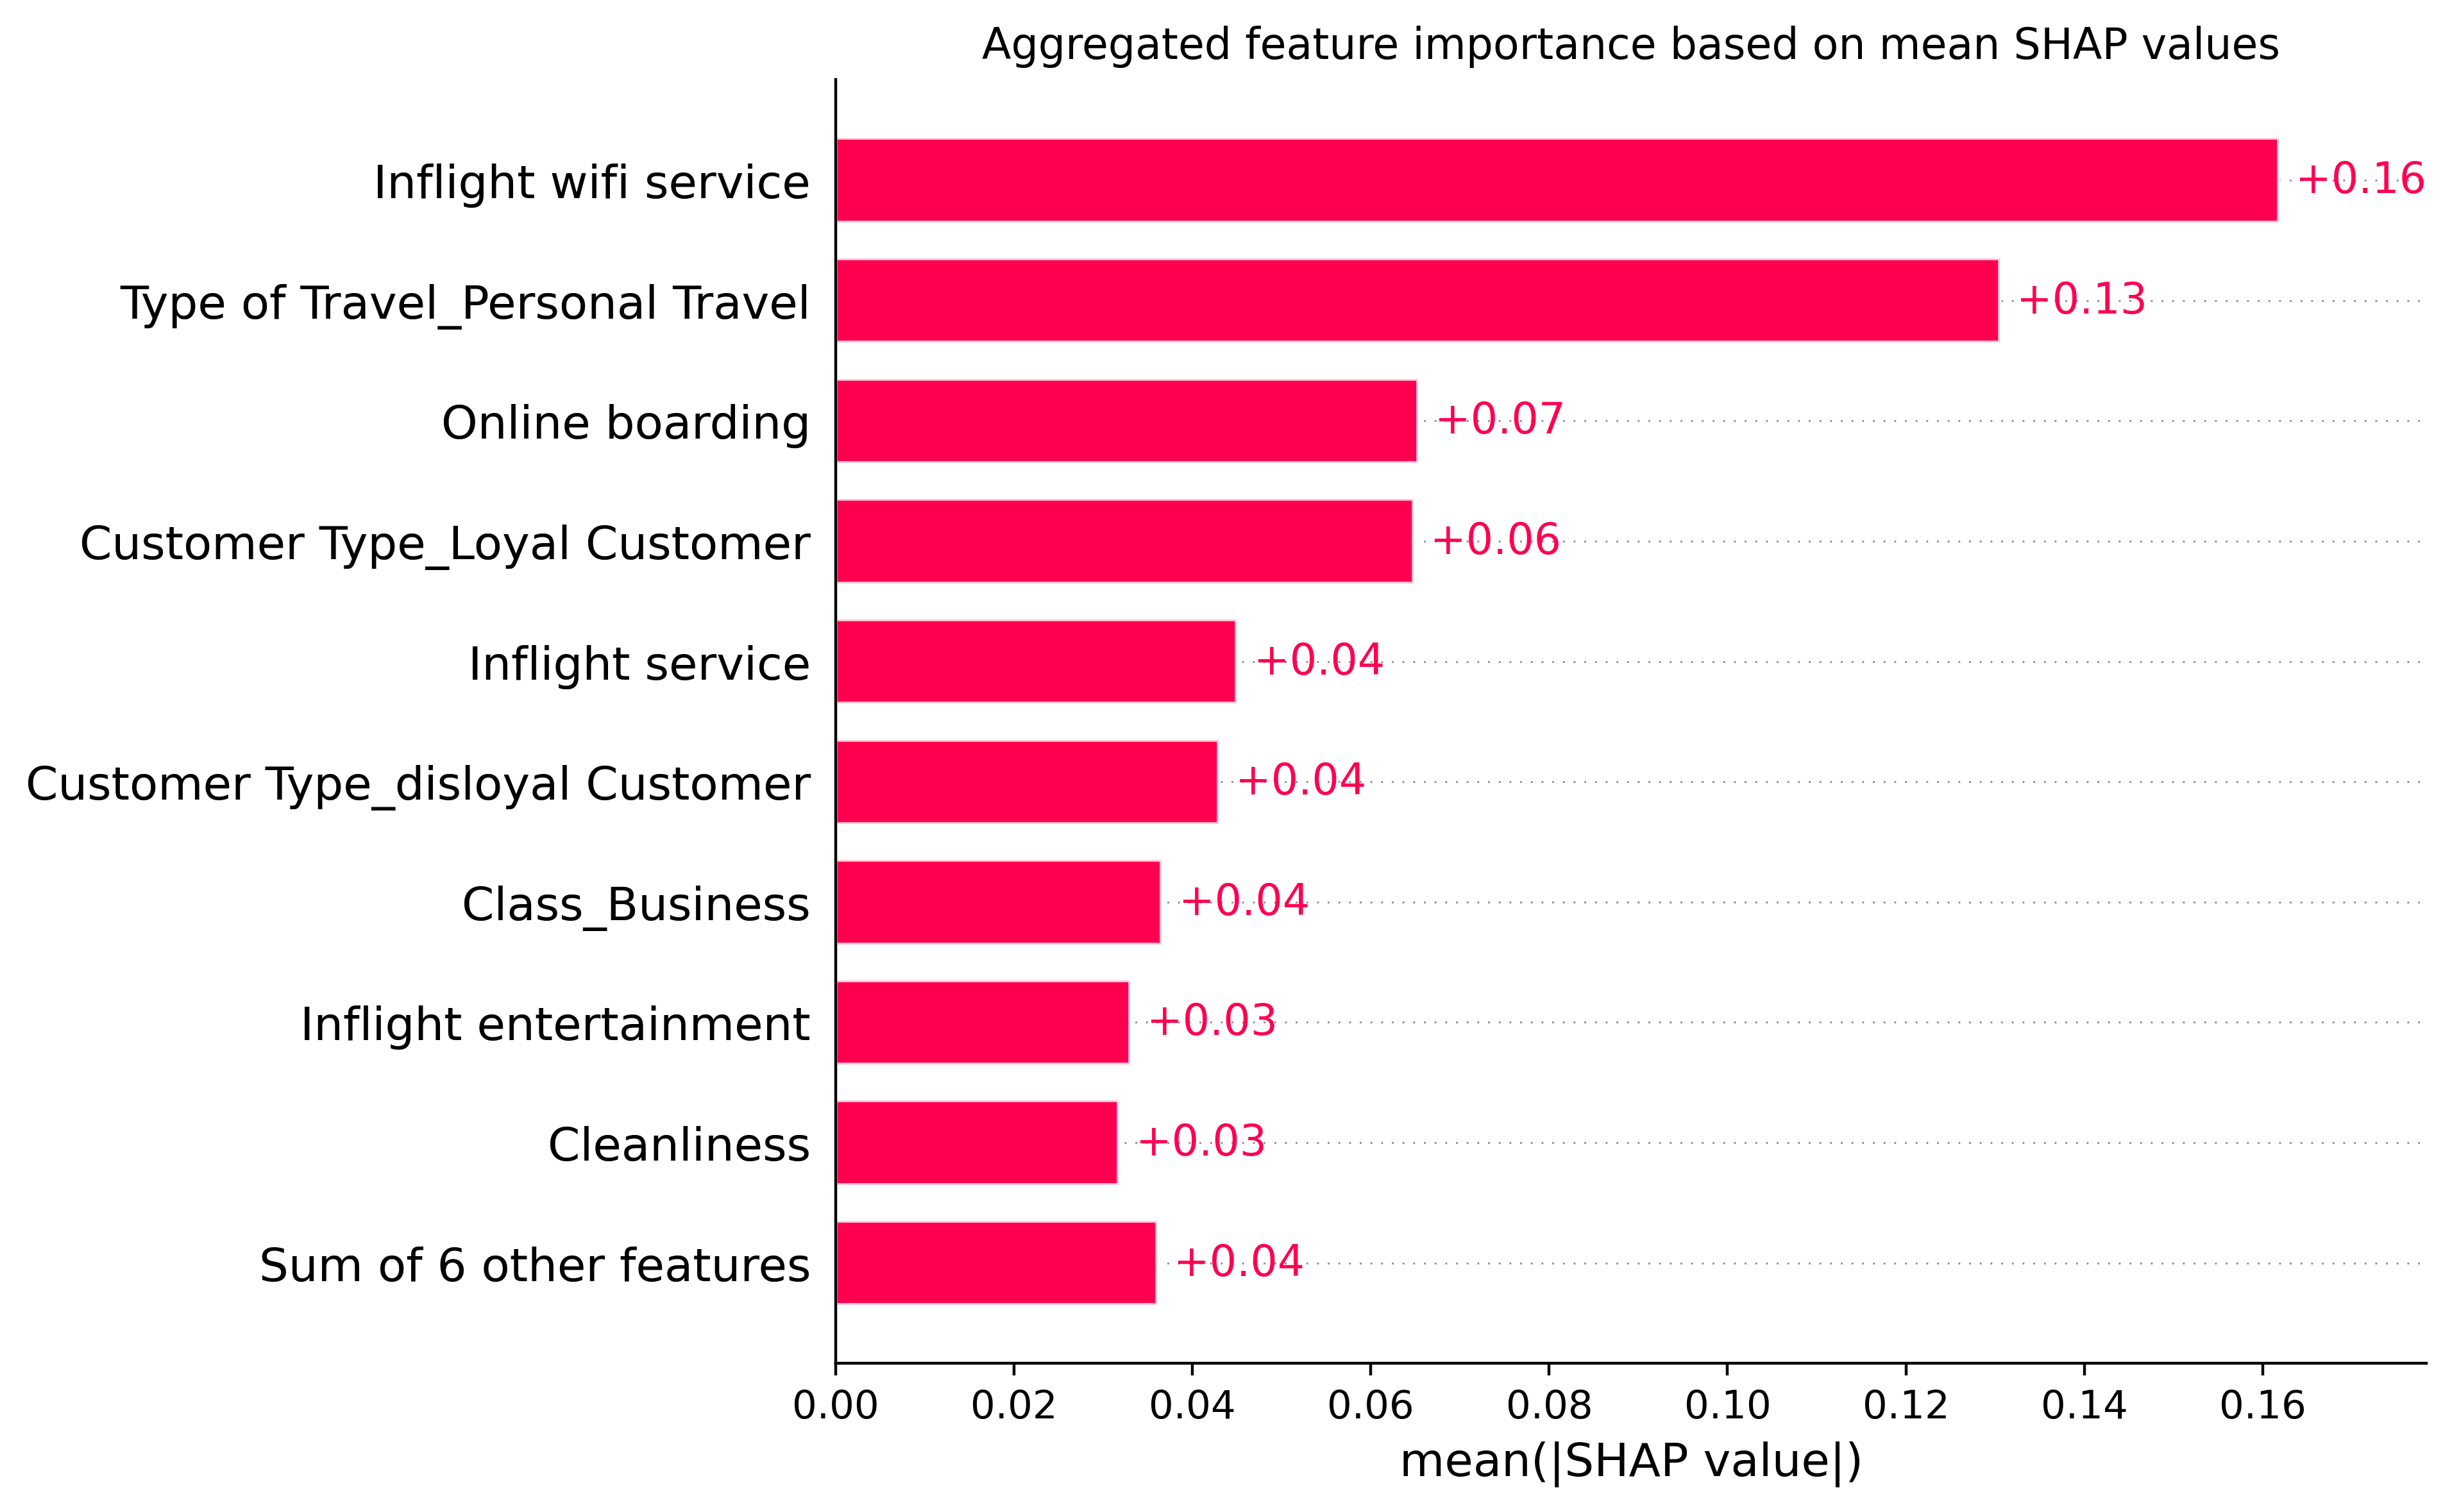 Aggregated feature importance based on mean SHAP values
Inflight wifi service +0.16
Type of Travel_Personal Travel +0.13
Online boarding +0.07
Customer Type_Loyal Customer +0.06
Inflight service +0.04
Customer Type_disloyal Customer +0.04
Class_Business +0.04
Inflight entertainment +0.03
Cleanliness +0.03
Sum of 6 other features +0.04
0.00 0.02 0.04 0.06 0.08 0.10 0.12 0.14 0.16
mean(|SHAP value|)